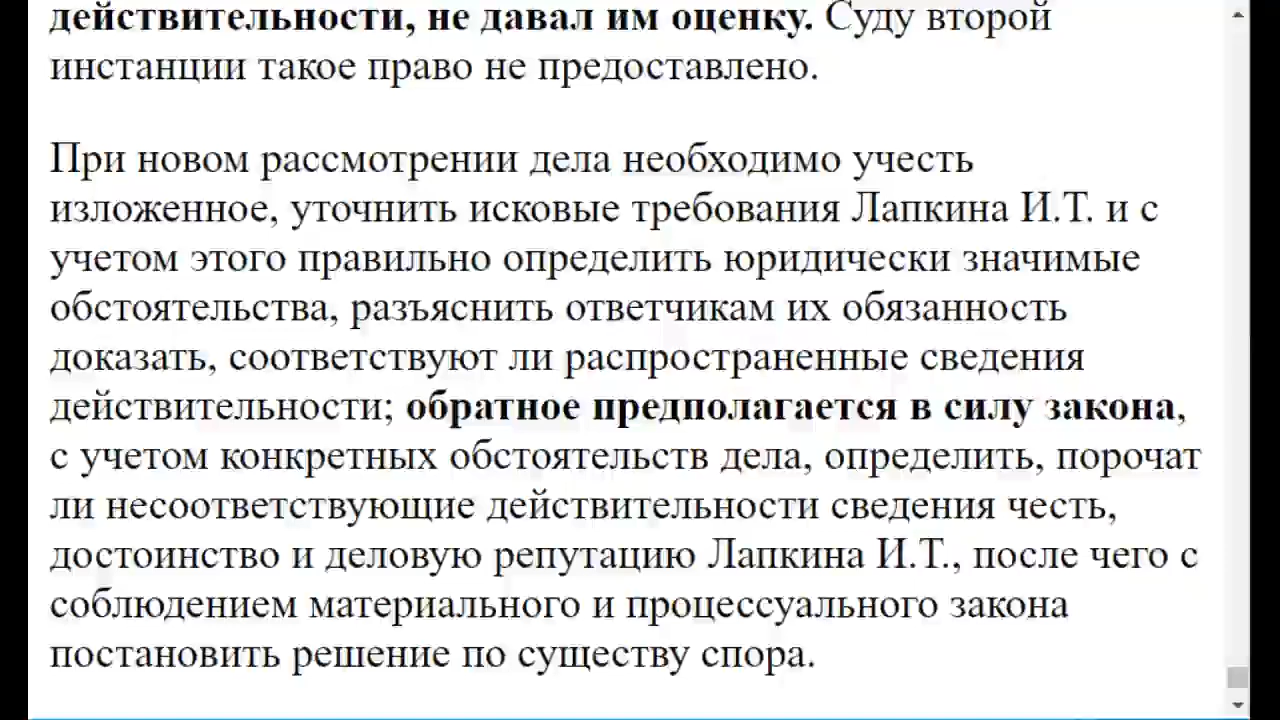 действительности, не давал им оценку. Суду второй
инстанции такое право не предоставлено.
При новом рассмотрении дела необходимо учесть
изложенное, уточнить исковые требования Лапкина И.Т. и с
учетом этого правильно определить юридически значимые
обстоятельства, разъяснить ответчикам их обязанность
доказать, соответствуют ли распространенные сведения
действительности; обратное предполагается в силу закона,
с учетом конкретных обстоятельств дела, определить, порочат
ли несоответствующие действительности сведения честь,
достоинство и деловую репутацию Лапкина И.Т., после чего с
соблюдением материального и процессуального закона
постановить решение по существу спора.